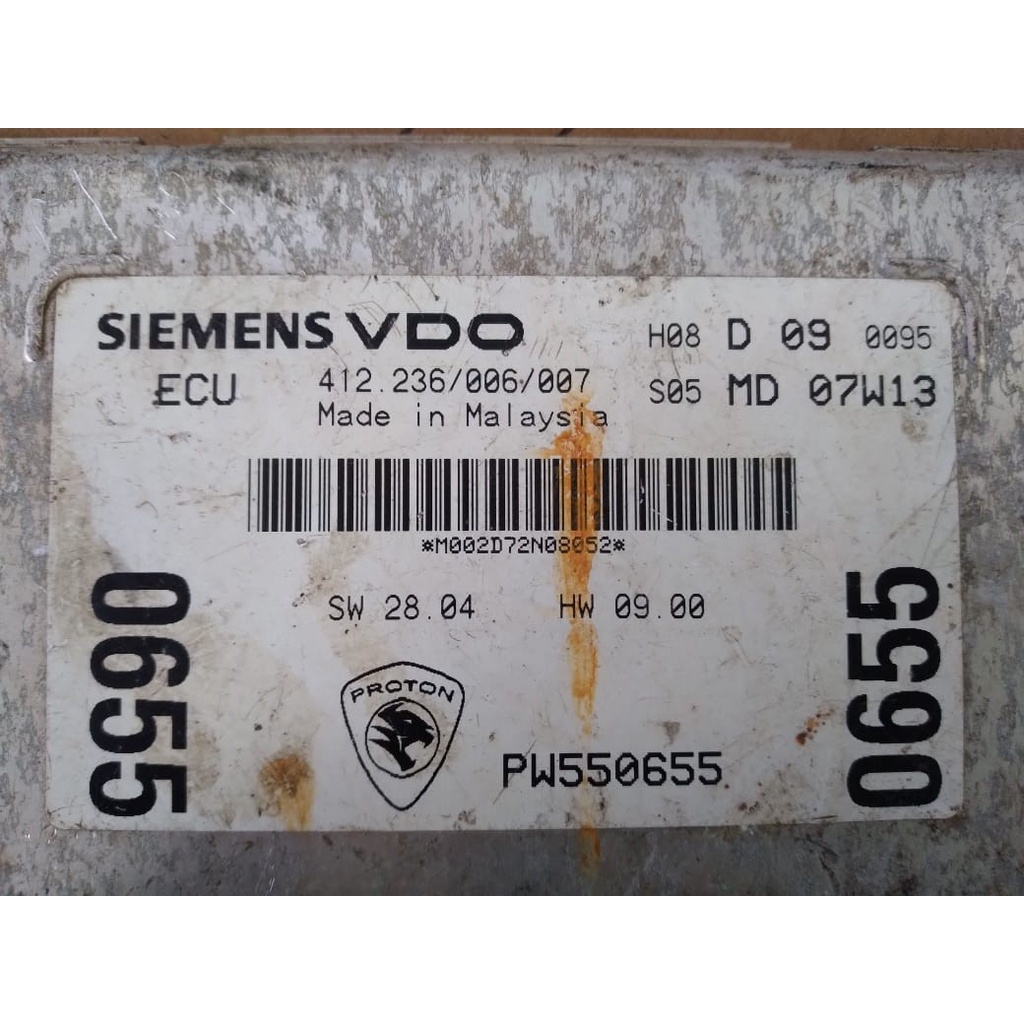 SIEMENS VDO H08 D 09 0095
ECU 412.236/006/007 S05 MD 07W13
Made in Malaysia
*M002D72N08052*
SW 28.04 HW 09.00
0655
0655
PROTON
PW550655